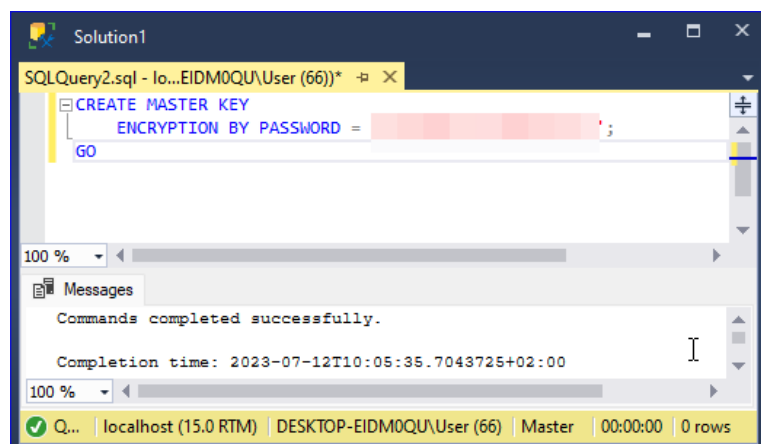 Solution1
SQLQuery2.sql - lo...EIDM0QU\User (66))*
CREATE MASTER KEY
ENCRYPTION BY PASSWORD = ';
GO
100 %
Messages
Commands completed successfully.
Completion time: 2023-07-12T10:05:35.7043725+02:00
100 %
Q... localhost (15.0 RTM) DESKTOP-EIDM0QU\User (66) Master 00:00:00 0 rows